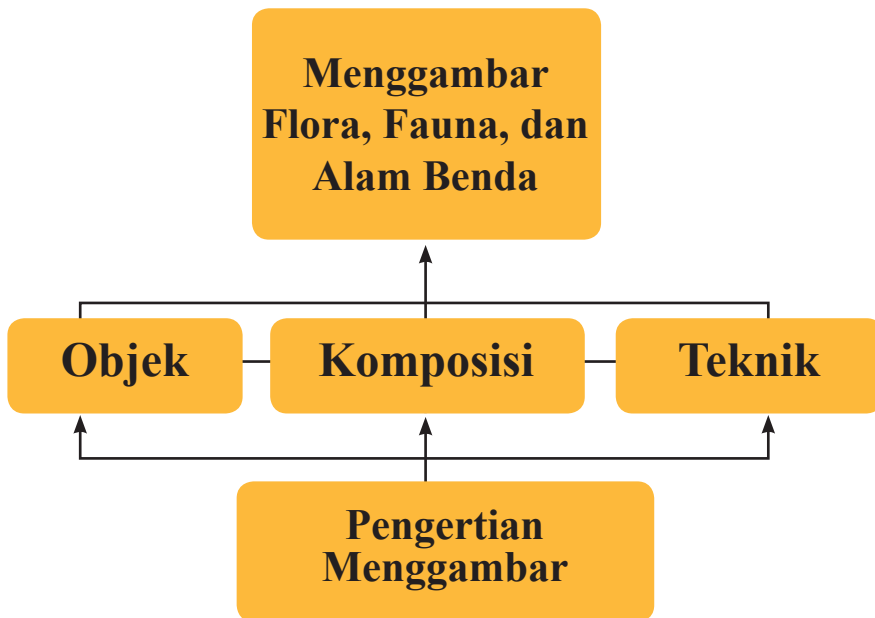 Menggambar
Flora, Fauna, dan
Alam Benda
Objek
Komposisi
Teknik
Pengertian
Menggambar